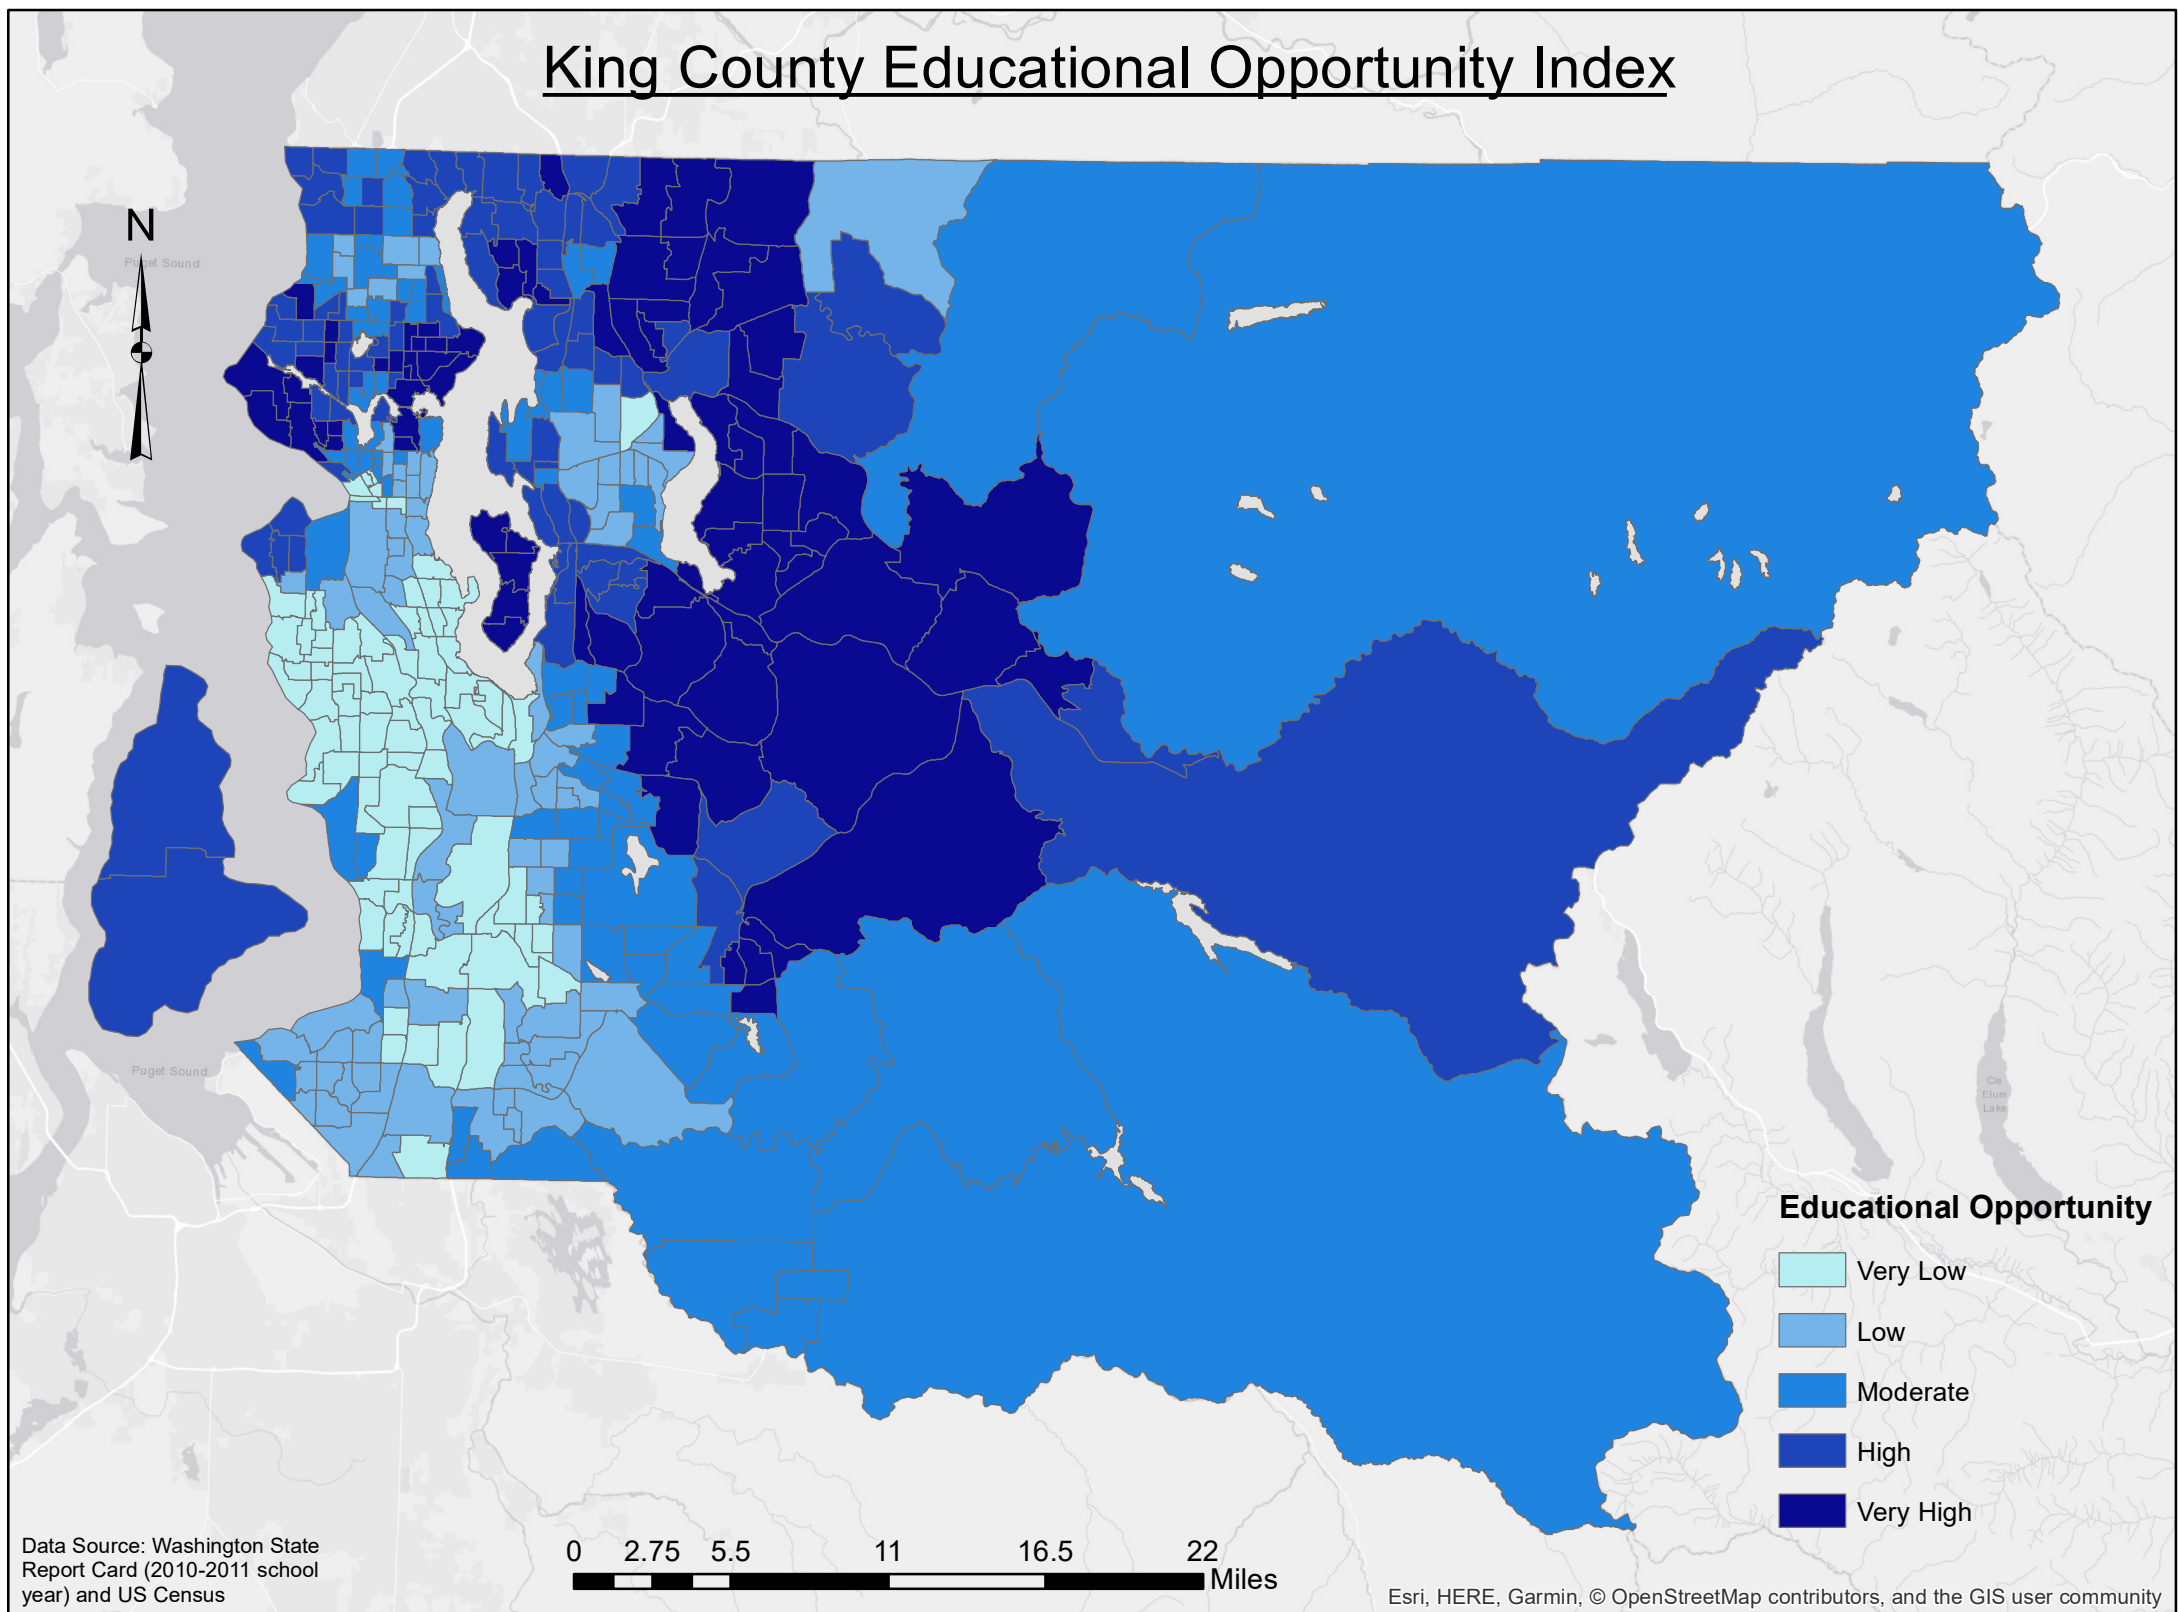 King County Educational Opportunity Index
N
Puget Sound
Puget Sound
Cle
Elum
Lake
Educational Opportunity
Very Low
Low
Moderate
High
Very High
Data Source: Washington State
Report Card (2010-2011 school
year) and US Census
0 2.75 5.5 11 16.5 22
Miles
Esri, HERE, Garmin, © OpenStreetMap contributors, and the GIS user community